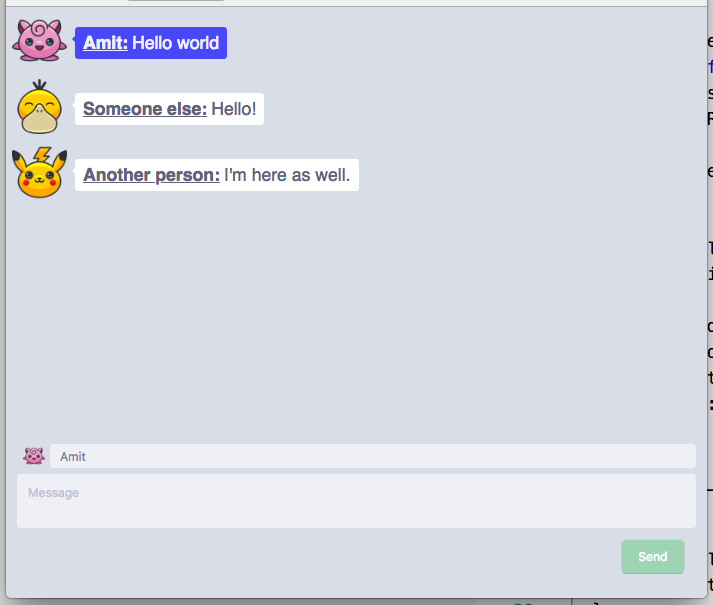 Amit: Hello world
Someone else: Hello!
Another person: I'm here as well.
Amit
Message
Send